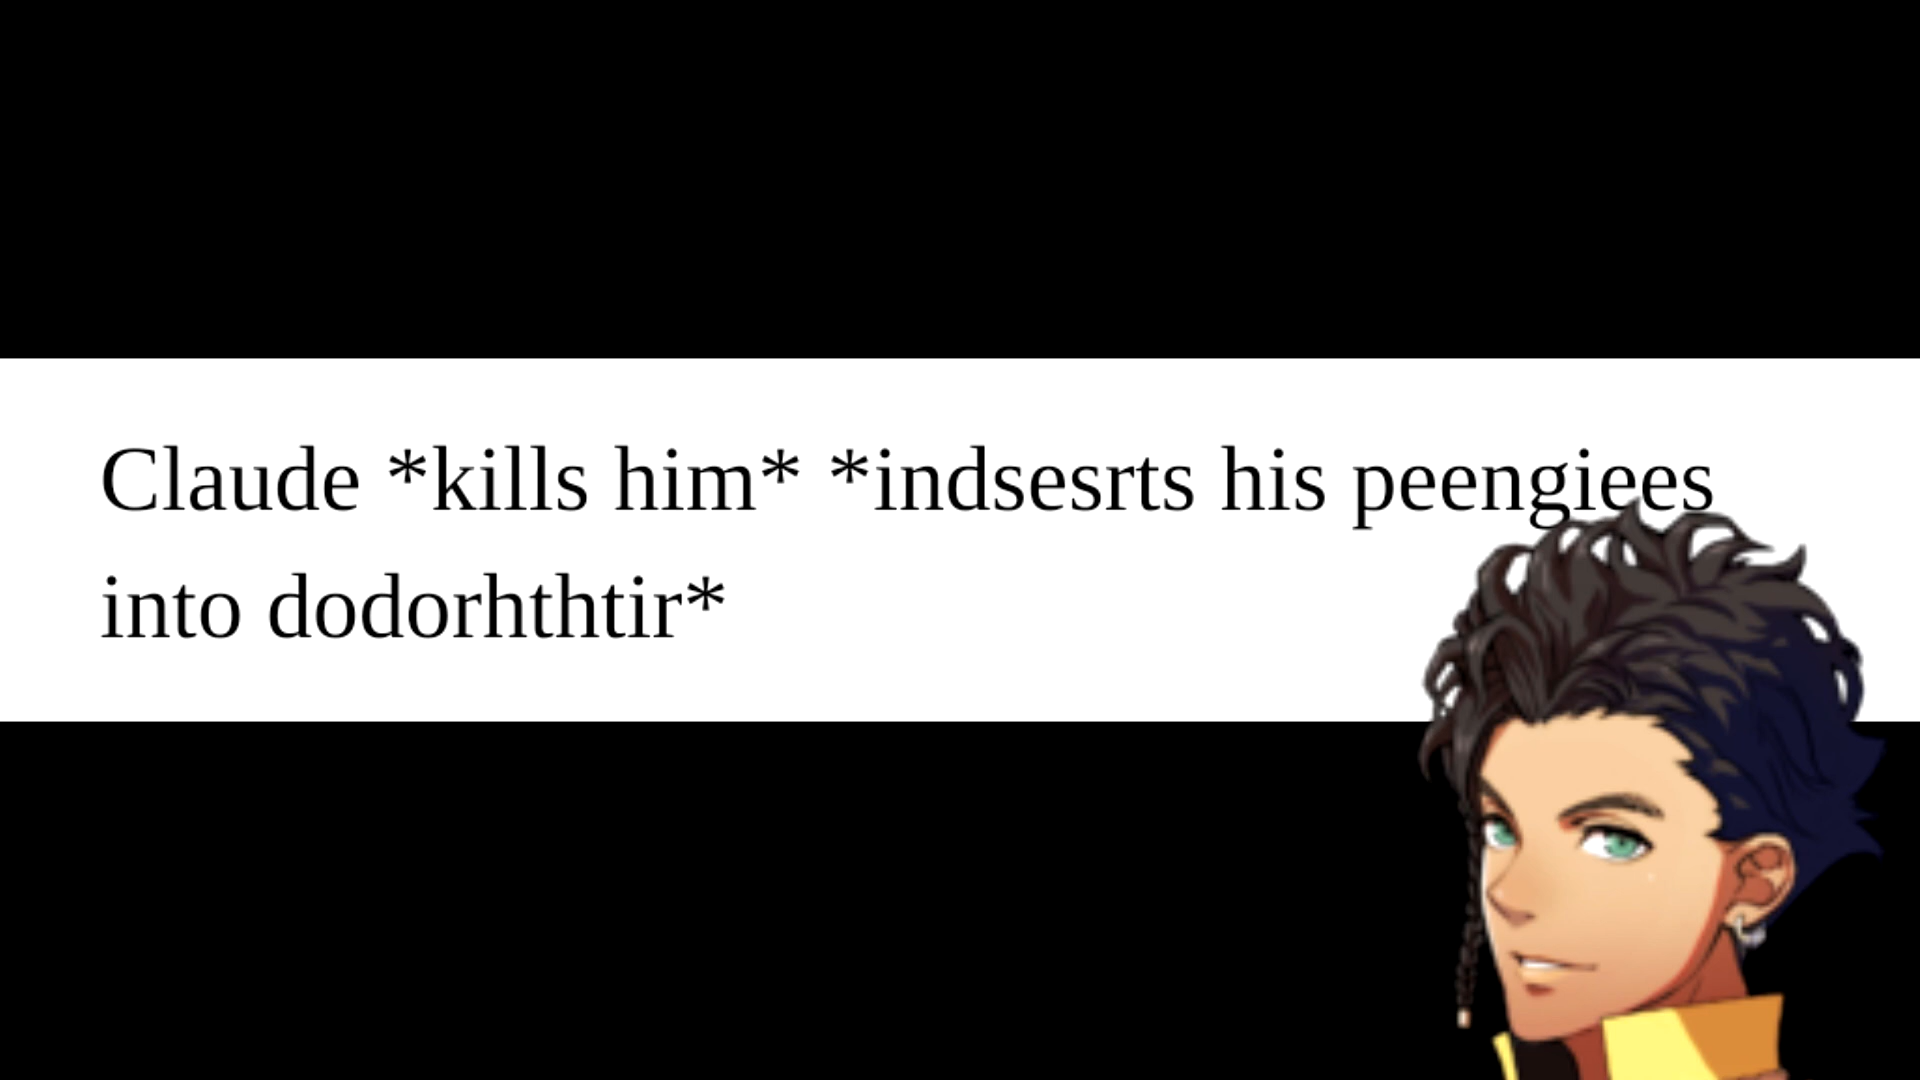 Claude *kills him* *indsesrts his peengiees
into dodorhthtir*